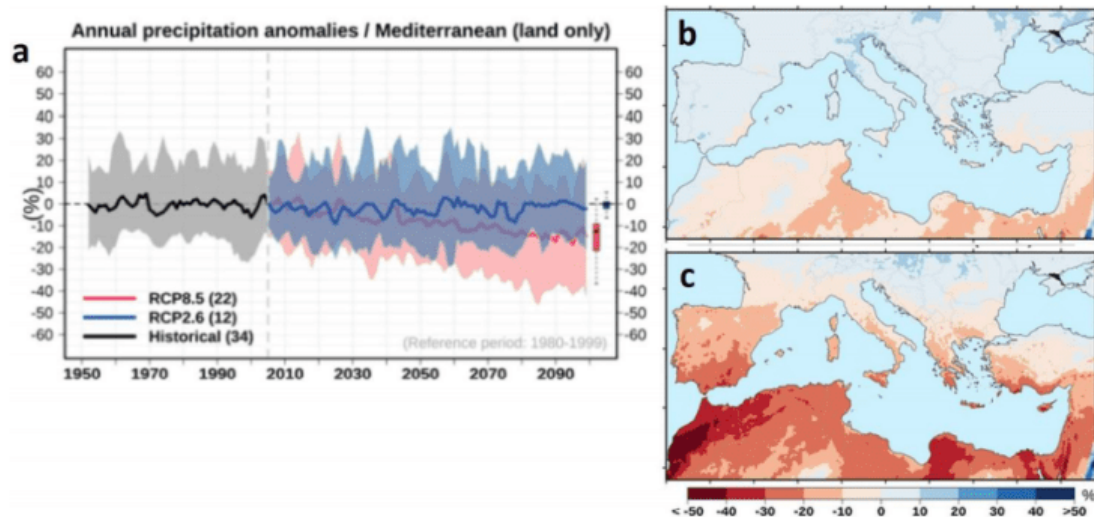 Annual precipitation anomalies / Mediterranean (land only)
a
60
50
40
30
20
10
0
-10
-20
-30
-40
-50
-60
(%)
60
50
40
30
20
10
0
-10
-20
-30
-40
-50
-60
RCP8.5 (22)
RCP2.6 (12)
Historical (34)
(Reference period: 1980-1999)
1950 1970 1990 2010 2030 2050 2070 2090
b
c
%
< -50 -40 -30 -20 -10 0 10 20 30 40 >50